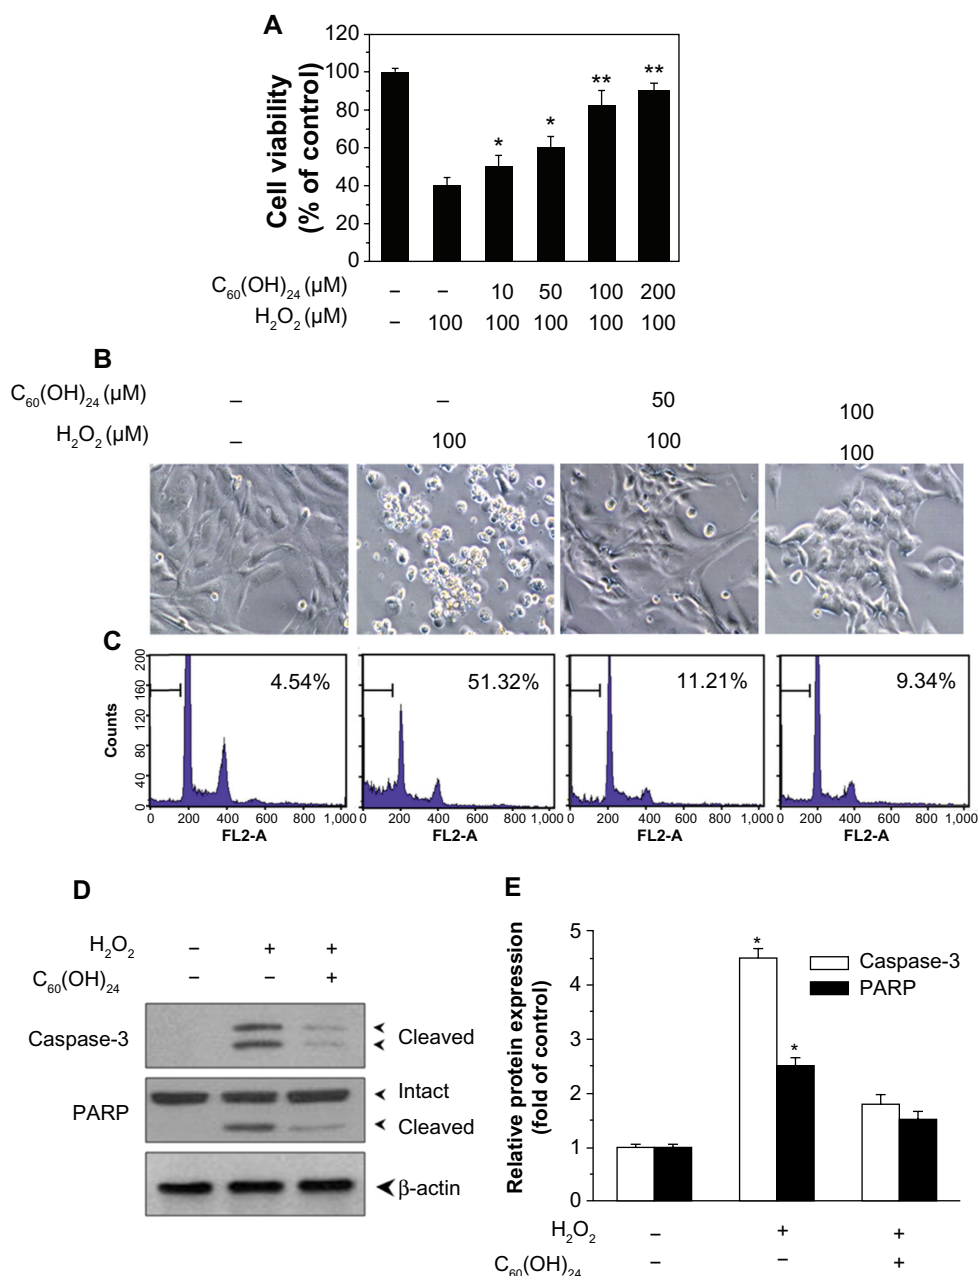 A
Cell viability
(% of control)
120
100
80
60
40
20
0
* * ** **
C60(OH)24 (µM) – – 10 50 100 200
H2O2 (µM) – 100 100 100 100 100
B
C60(OH)24 (µM) – – 50 100
H2O2 (µM) – 100 100 100
C
Counts
200
160
120
80
40
0
4.54% 51.32% 11.21% 9.34%
0 200 400 600 800 1,000 0 200 400 600 800 1,000 0 200 400 600 800 1,000 0 200 400 600 800 1,000
FL2-A FL2-A FL2-A FL2-A
D
H2O2 – + +
C60(OH)24 – – +
Caspase-3 Cleaved
PARP Intact
Cleaved
β-actin
E
Relative protein expression
(fold of control)
5
4
3
2
1
0
* *
Caspase-3
PARP
H2O2 – + +
C60(OH)24 – – +